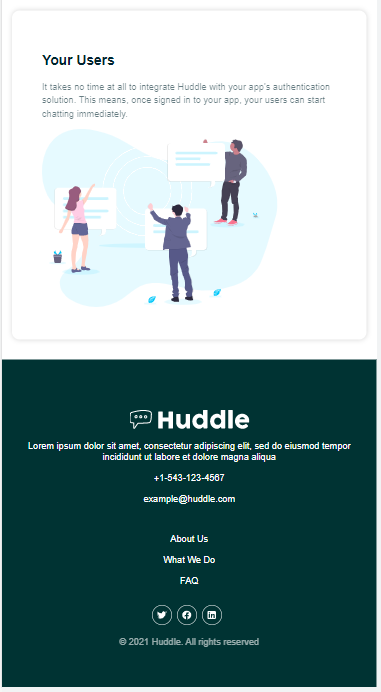 Your Users
It takes no time at all to integrate Huddle with your app's authentication
solution. This means, once signed in to your app, your users can start
chatting immediately.
Huddle
Lorem ipsum dolor sit amet, consectetur adipiscing elit, sed do eiusmod tempor
incididunt ut labore et dolore magna aliqua
+1-543-123-4567
example@huddle.com
About Us
What We Do
FAQ
© 2021 Huddle. All rights reserved